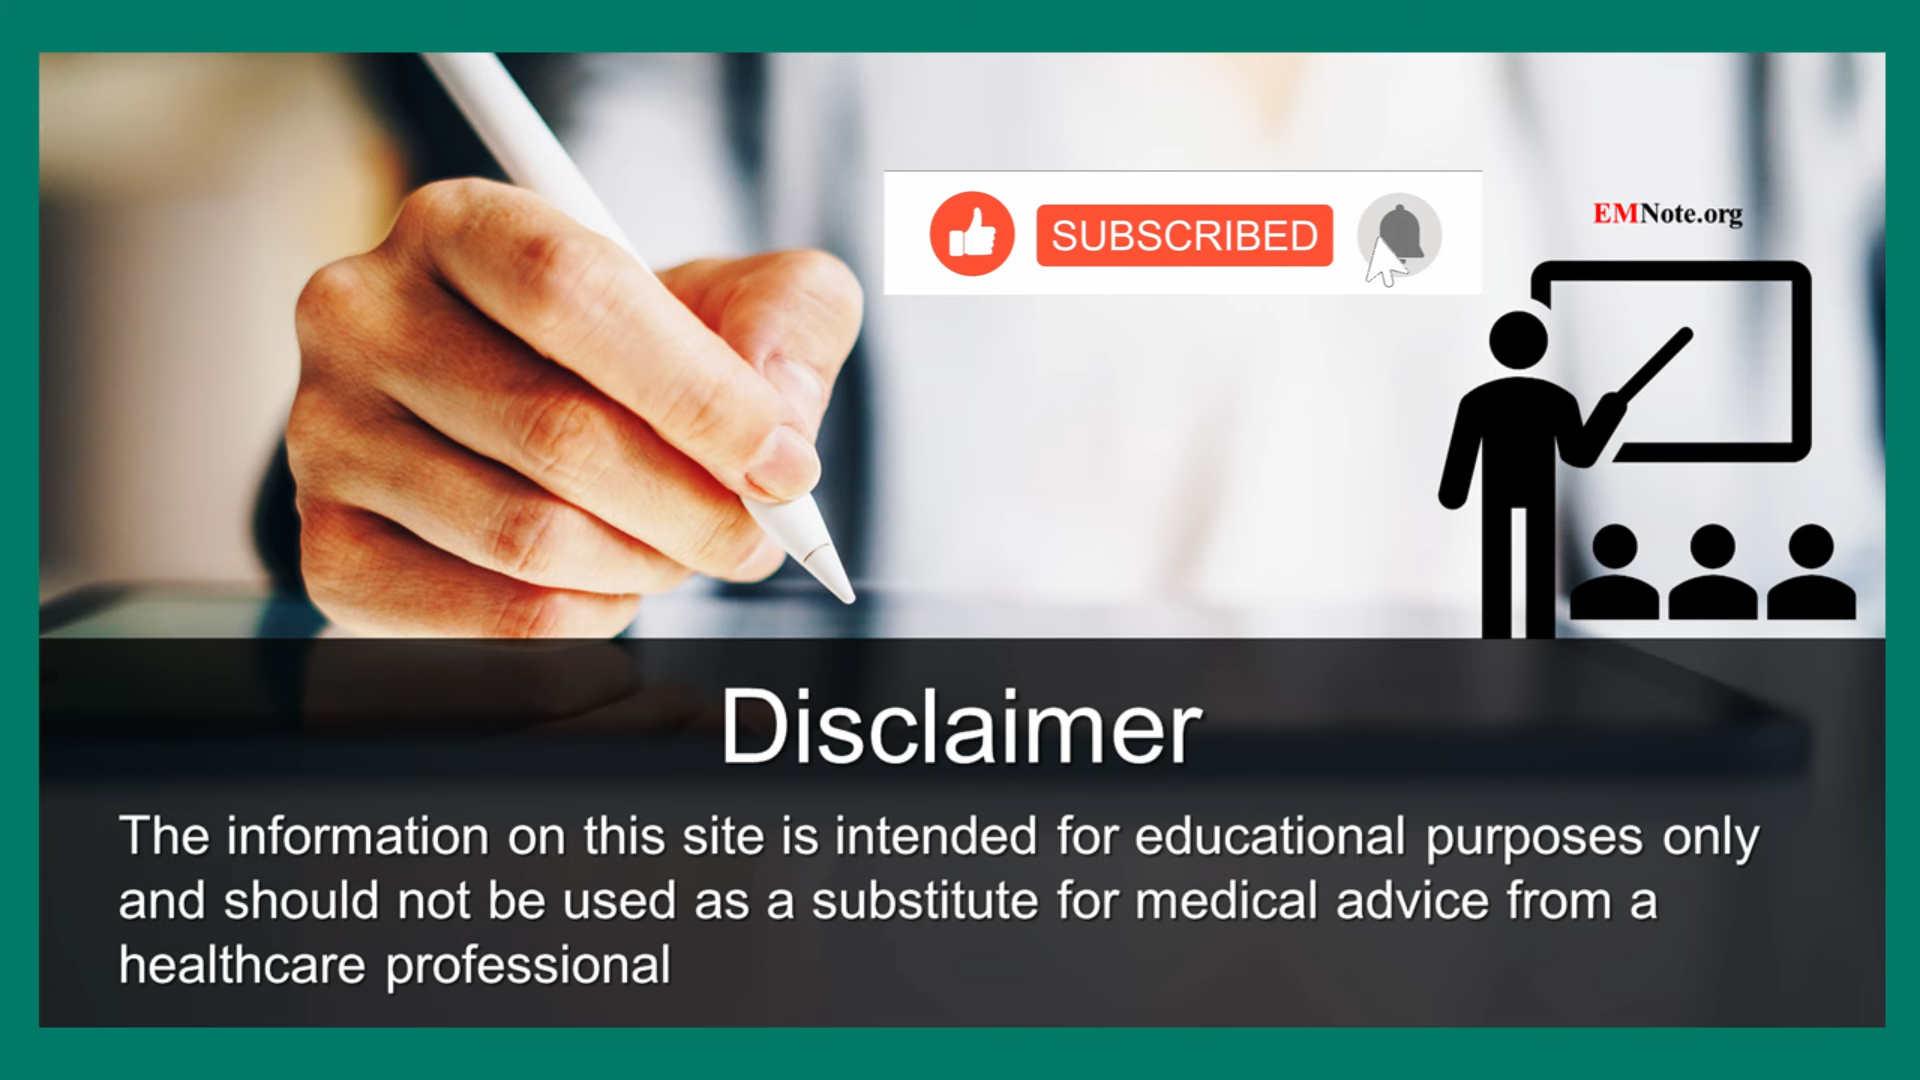 SUBSCRIBED
EMNote.org
Disclaimer
The information on this site is intended for educational purposes only
and should not be used as a substitute for medical advice from a
healthcare professional